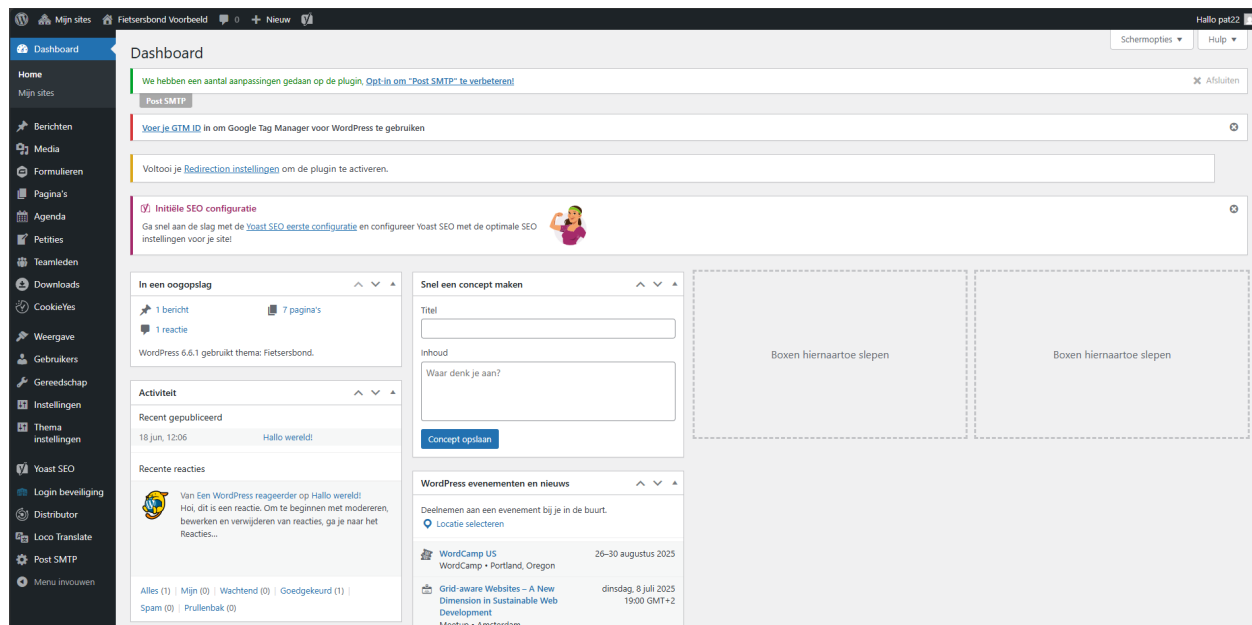 Mijn sites
Fietsersbond Voorbeeld
0
Nieuw
Hallo pat22
Dashboard
Home
Mijn sites
Berichten
Media
Formulieren
Pagina's
Agenda
Petities
Teamleden
Downloads
CookieYes
Weergave
Gebruikers
Gereedschap
Instellingen
Thema
instellingen
Yoast SEO
Login beveiliging
Distributor
Loco Translate
Post SMTP
Menu invouwen
Schermopties
Hulp
Dashboard
We hebben een aantal aanpassingen gedaan op de plugin, Opt-in om "Post SMTP" te verbeteren!
Afsluiten
Post SMTP
Voer je GTM ID in om Google Tag Manager voor WordPress te gebruiken
Voltooi je Redirection instellingen om de plugin te activeren.
Initiële SEO configuratie
Ga snel aan de slag met de Yoast SEO eerste configuratie en configureer Yoast SEO met de optimale SEO
instellingen voor je site!
In een oogopslag
1 bericht
7 pagina's
1 reactie
WordPress 6.6.1 gebruikt thema: Fietsersbond.
Activiteit
Recent gepubliceerd
18 jun, 12:06
Hallo wereld!
Recente reacties
Van Een WordPress reageerder op Hallo wereld!
Hoi, dit is een reactie. Om te beginnen met modereren,
bewerken en verwijderen van reacties, ga je naar het
Reacties...
Alles (1) | Mijn (0) | Wachtend (0) | Goedgekeurd (1) |
Spam (0) | Prullenbak (0)
Snel een concept maken
Titel
Inhoud
Waar denk je aan?
Concept opslaan
WordPress evenementen en nieuws
Deelnemen aan een evenement bij je in de buurt.
Locatie selecteren
WordCamp US
26–30 augustus 2025
WordCamp • Portland, Oregon
Grid-aware Websites – A New
Dimension in Sustainable Web
Development
dinsdag, 8 juli 2025
19:00 GMT+2
Meetup • Amsterdam
Boxen hiernaartoe slepen
Boxen hiernaartoe slepen